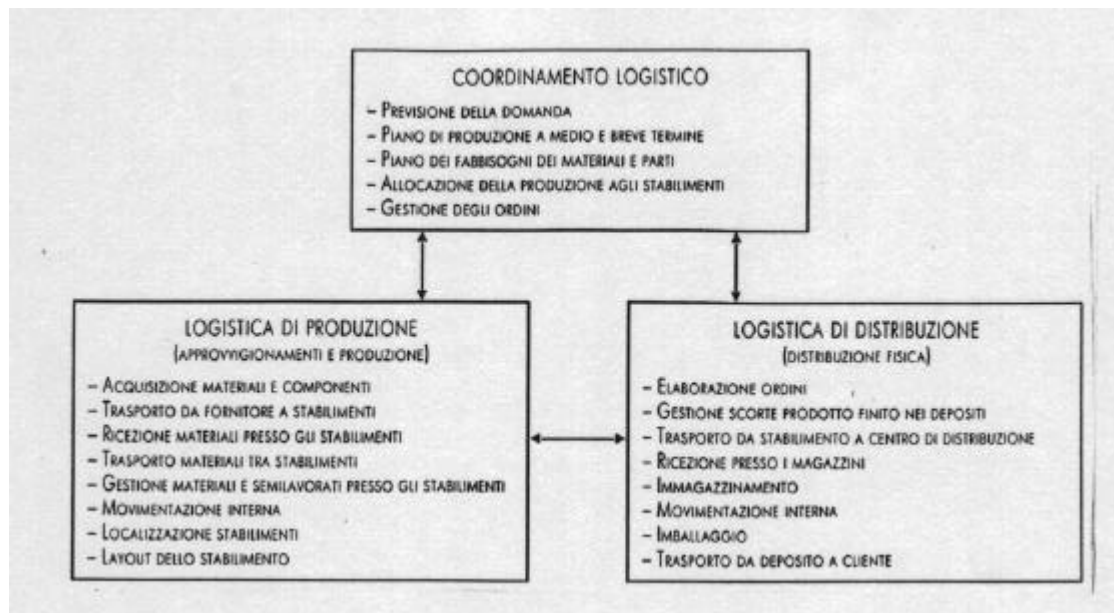 COORDINAMENTO LOGISTICO
– PREVISIONE DELLA DOMANDA
– PIANO DI PRODUZIONE A MEDIO E BREVE TERMINE
– PIANO DEI FABBISOGNI DEI MATERIALI E PARTI
– ALLOCAZIONE DELLA PRODUZIONE AGLI STABILIMENTI
– GESTIONE DEGLI ORDINI
LOGISTICA DI PRODUZIONE
(APPROVVIGIONAMENTI E PRODUZIONE)
– ACQUISIZIONE MATERIALI E COMPONENTI
– TRASPORTO DA FORNITORE A STABILIMENTI
– RICEZIONE MATERIALI PRESSO GLI STABILIMENTI
– TRASPORTO MATERIALI TRA STABILIMENTI
– GESTIONE MATERIALI E SEMILAVORATI PRESSO GLI STABILIMENTI
– MOVIMENTAZIONE INTERNA
– LOCALIZZAZIONE STABILIMENTI
– LAYOUT DELLO STABILIMENTO
LOGISTICA DI DISTRIBUZIONE
(DISTRIBUZIONE FISICA)
– ELABORAZIONE ORDINI
– GESTIONE SCORTE PRODOTTO FINITO NEI DEPOSITI
– TRASPORTO DA STABILIMENTO A CENTRO DI DISTRIBUZIONE
– RICEZIONE PRESSO I MAGAZZINI
– IMMAGAZZINAMENTO
– MOVIMENTAZIONE INTERNA
– IMBALLAGGIO
– TRASPORTO DA DEPOSITO A CLIENTE